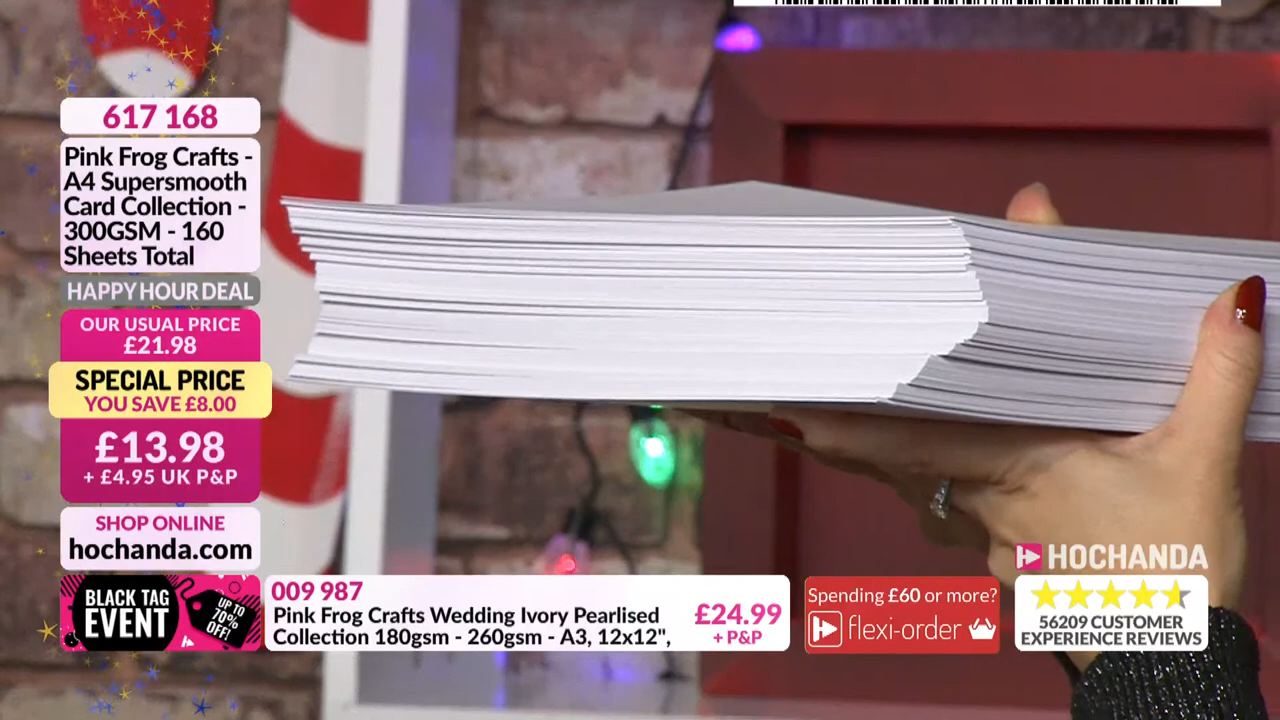 617 168
Pink Frog Crafts -
A4 Supersmooth
Card Collection -
300GSM - 160
Sheets Total
HAPPY HOUR DEAL
OUR USUAL PRICE
£21.98
SPECIAL PRICE
YOU SAVE £8.00
£13.98
+ £4.95 UK P&P
SHOP ONLINE
hochanda.com
BLACK TAG
EVENT
UP TO
70%
OFF!
009 987
Pink Frog Crafts Wedding Ivory Pearlised
Collection 180gsm - 260gsm - A3, 12x12",
£24.99
+ P&P
Spending £60 or more?
flexi-order
HOCHANDA
56209 CUSTOMER
EXPERIENCE REVIEWS